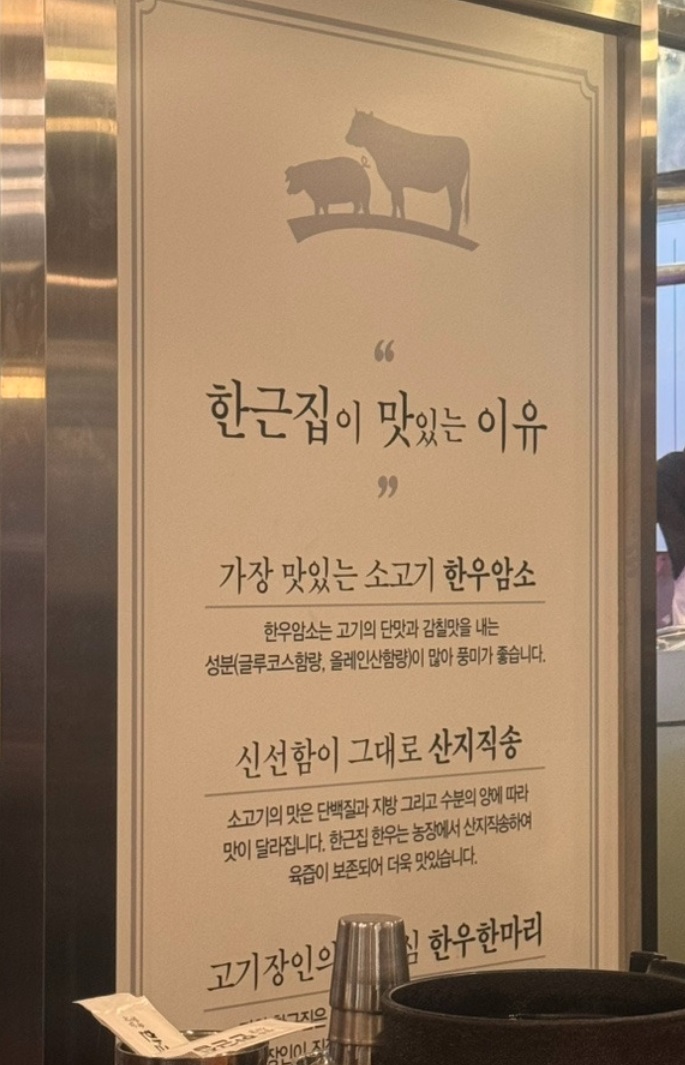 “
한근집이 맛있는 이유
”
가장 맛있는 소고기 한우암소
한우암소는 고기의 단맛과 감칠맛을 내는
성분(글루코스함량, 올레인산함량)이 많아 풍미가 좋습니다.
신선함이 그대로 산지직송
소고기의 맛은 단백질과 지방 그리고 수분의 양에 따라
맛이 달라집니다. 한근집 한우는 농장에서 산지직송하여
육즙이 보존되어 더욱 맛있습니다.
고기장인의 한우한마리